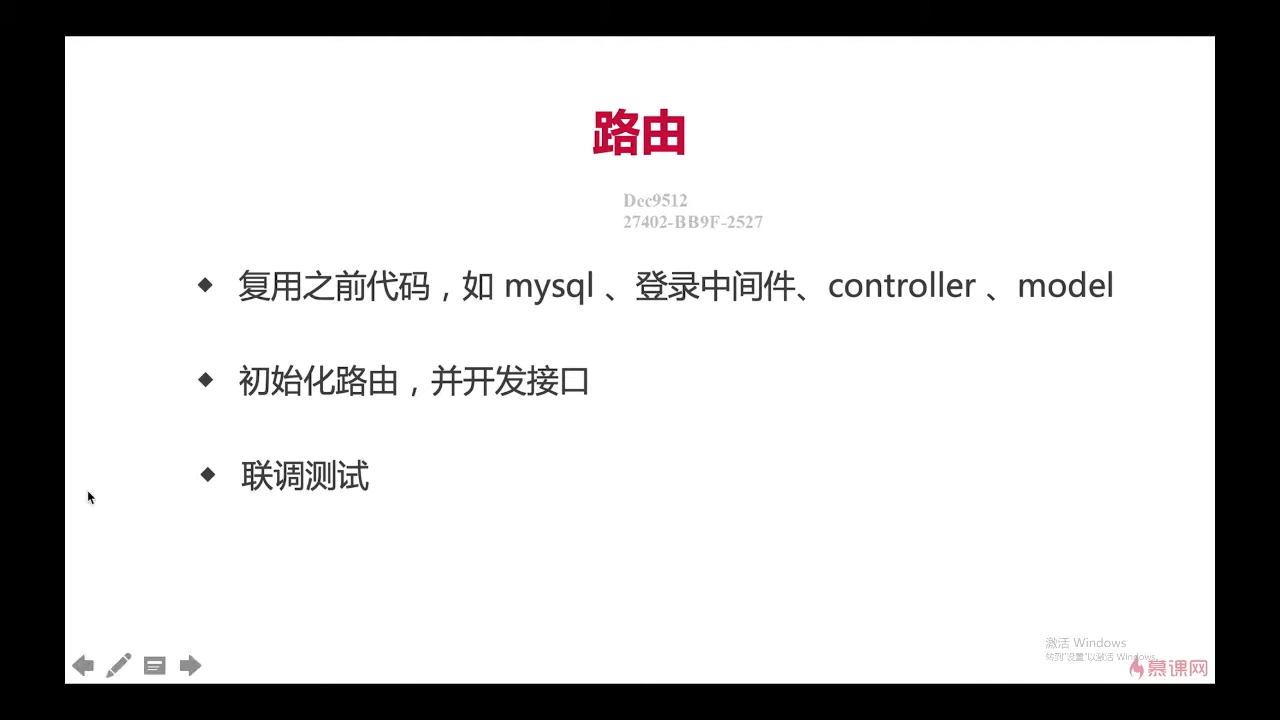 路由
Dec9512
27402-BB9F-2527
复用之前代码，如 mysql 、登录中间件、controller 、model
初始化路由，并开发接口
联调测试
激活 Windows
转到"设置"以激活 Windows。
慕课网